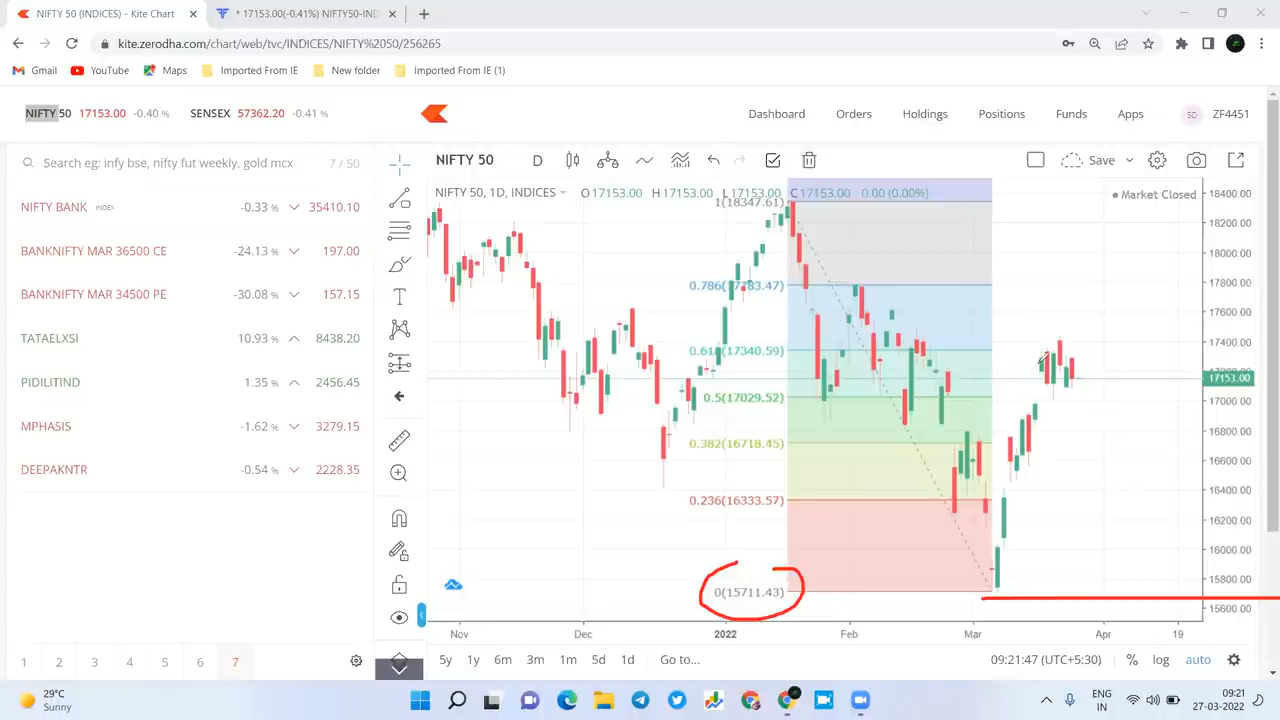 NIFTY 50 (INDICES) - Kite Chart
* 17153.00(-0.41%) NIFTY50-IND
kite.zerodha.com/chart/web/tvc/INDICES/NIFTY%2050/256265
Gmail YouTube Maps Imported From IE New folder Imported From IE (1)
NIFTY 50 17153.00 -0.40 % SENSEX 57362.20 -0.41 %
Dashboard Orders Holdings Positions Funds Apps SD ZF4451
Search eg: infy bse, nifty fut weekly, gold mcx 7 / 50
NIFTY BANK INDEX -0.33 % 35410.10
BANKNIFTY MAR 36500 CE -24.13 % 197.00
BANKNIFTY MAR 34500 PE -30.08 % 157.15
TATAELXSI 10.93 % 8438.20
PIDILITIND 1.35 % 2456.45
MPHASIS -1.62 % 3279.15
DEEPAKNTR -0.54 % 2228.35
1 2 3 4 5 6 7
NIFTY 50 D Save
NIFTY 50, 1D, INDICES O 17153.00 H 17153.00 L 17153.00 C 17153.00 0.00 (0.00%)
Market Closed
1(18347.61)
0.786(17783.47)
0.618(17340.59)
0.5(17029.52)
0.382(16718.45)
0.236(16333.57)
0(15711.43)
18400.00
18200.00
18000.00
17800.00
17600.00
17400.00
17153.00
17000.00
16800.00
16600.00
16400.00
16200.00
16000.00
15800.00
15600.00
Nov Dec 2022 Feb Mar Apr 19
5y 1y 6m 3m 1m 5d 1d Go to... 09:21:47 (UTC+5:30) % log auto
29°C
Sunny
ENG
IN
09:21
27-03-2022